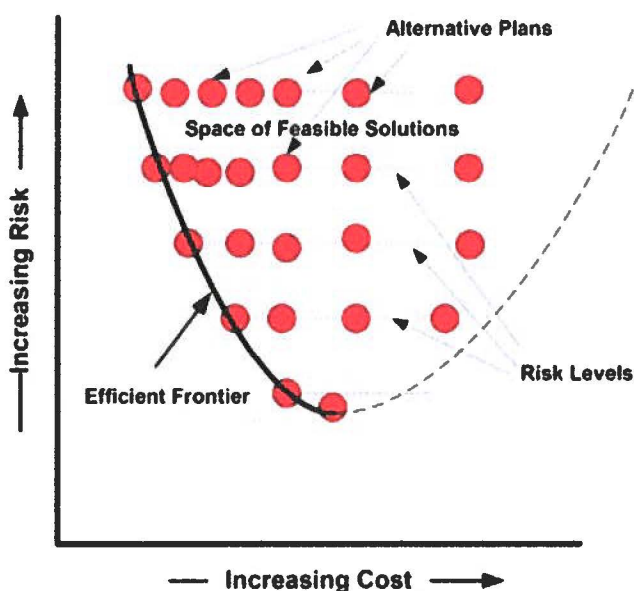 Alternative Plans
Space of Feasible Solutions
Increasing Risk
Efficient Frontier
Risk Levels
Increasing Cost